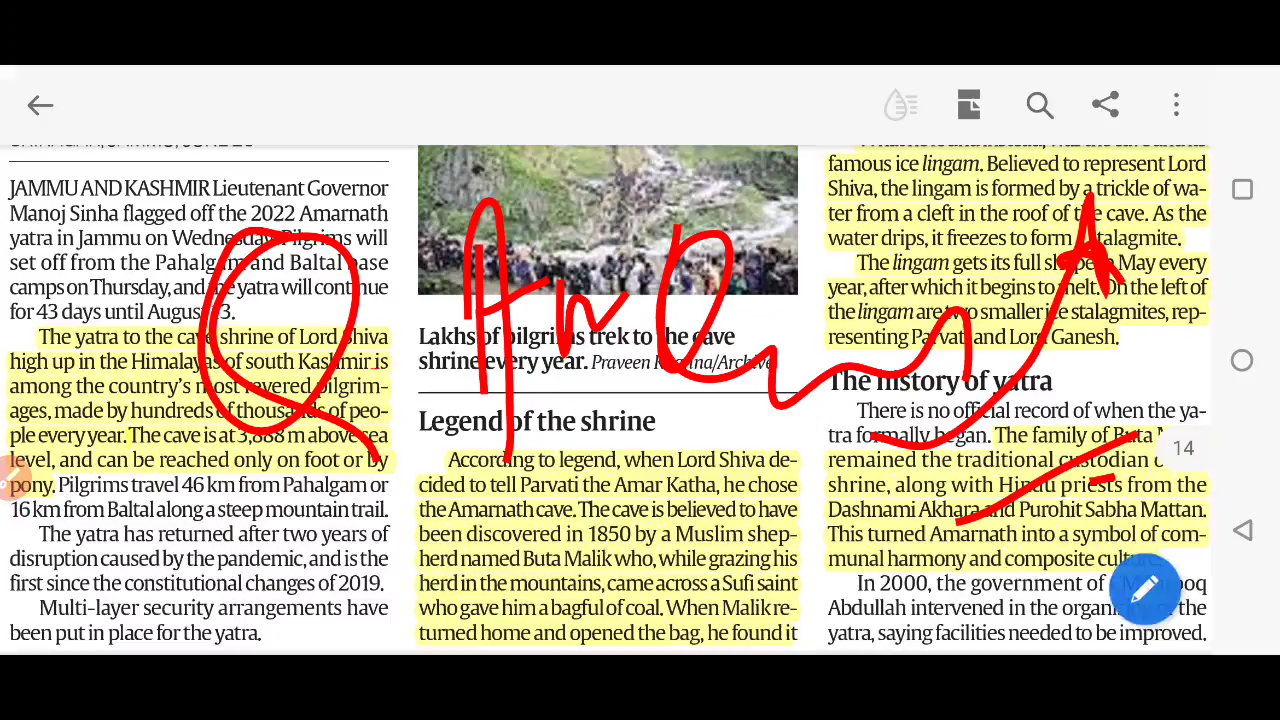 JAMMU AND KASHMIR Lieutenant Governor
Manoj Sinha flagged off the 2022 Amarnath
yatra in Jammu on Wednesday. Pilgrims will
set off from the Pahalgam and Baltal base
camps on Thursday, and the yatra will continue
for 43 days until August 13.
The yatra to the cave shrine of Lord Shiva
high up in the Himalayas of south Kashmir is
among the country's most revered pilgrim-
ages, made by hundreds of thousands of peo-
ple every year. The cave is at 3,888 m above sea
level, and can be reached only on foot or by
pony. Pilgrims travel 46 km from Pahalgam or
16 km from Baltal along a steep mountain trail.
The yatra has returned after two years of
disruption caused by the pandemic, and is the
first since the constitutional changes of 2019.
Multi-layer security arrangements have
been put in place for the yatra.
Lakhs of pilgrims trek to the cave
shrine every year. Praveen Khanna/Archive
Legend of the shrine
According to legend, when Lord Shiva de-
cided to tell Parvati the Amar Katha, he chose
the Amarnath cave. The cave is believed to have
been discovered in 1850 by a Muslim shep-
herd named Buta Malik who, while grazing his
herd in the mountains, came across a Sufi saint
who gave him a bagful of coal. When Malik re-
turned home and opened the bag, he found it
famous ice lingam. Believed to represent Lord
Shiva, the lingam is formed by a trickle of wa-
ter from a cleft in the roof of the cave. As the
water drips, it freezes to form a stalagmite.
The lingam gets its full shape in May every
year, after which it begins to melt. On the left of
the lingam are two smaller ice stalagmites, rep-
resenting Parvati and Lord Ganesh.
The history of yatra
There is no official record of when the ya-
tra formally began. The family of Buta
remained the traditional custodian
shrine, along with Hindu priests from the
Dashnami Akhara and Purohit Sabha Mattan.
This turned Amarnath into a symbol of com-
munal harmony and composite culture.
In 2000, the government of
Abdullah intervened in the organ the
yatra, saying facilities needed to be improved,
14